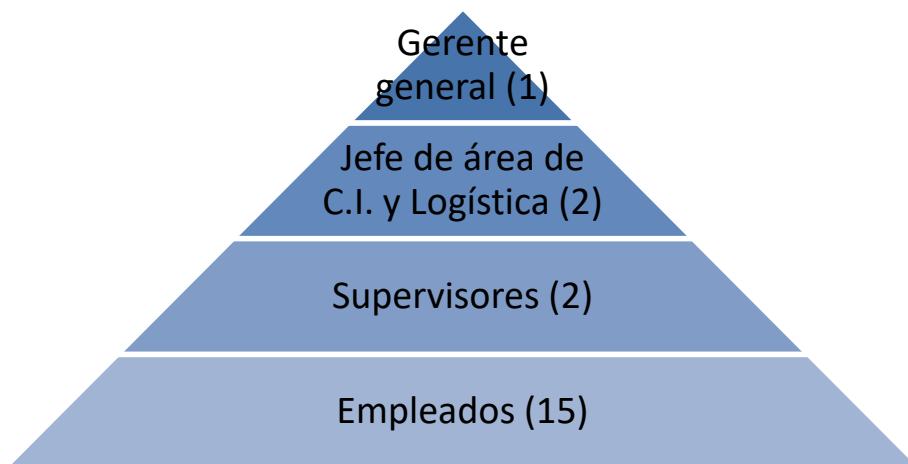 Gerente
general (1)
Jefe de área de
C.I. y Logística (2)
Supervisores (2)
Empleados (15)